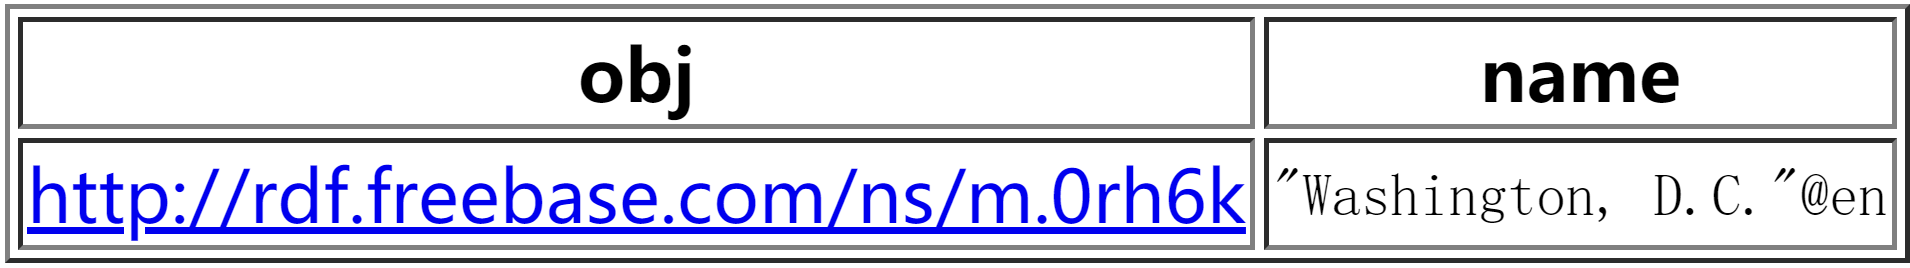 obj name
http://rdf.freebase.com/ns/m.0rh6k "Washington, D.C."@en